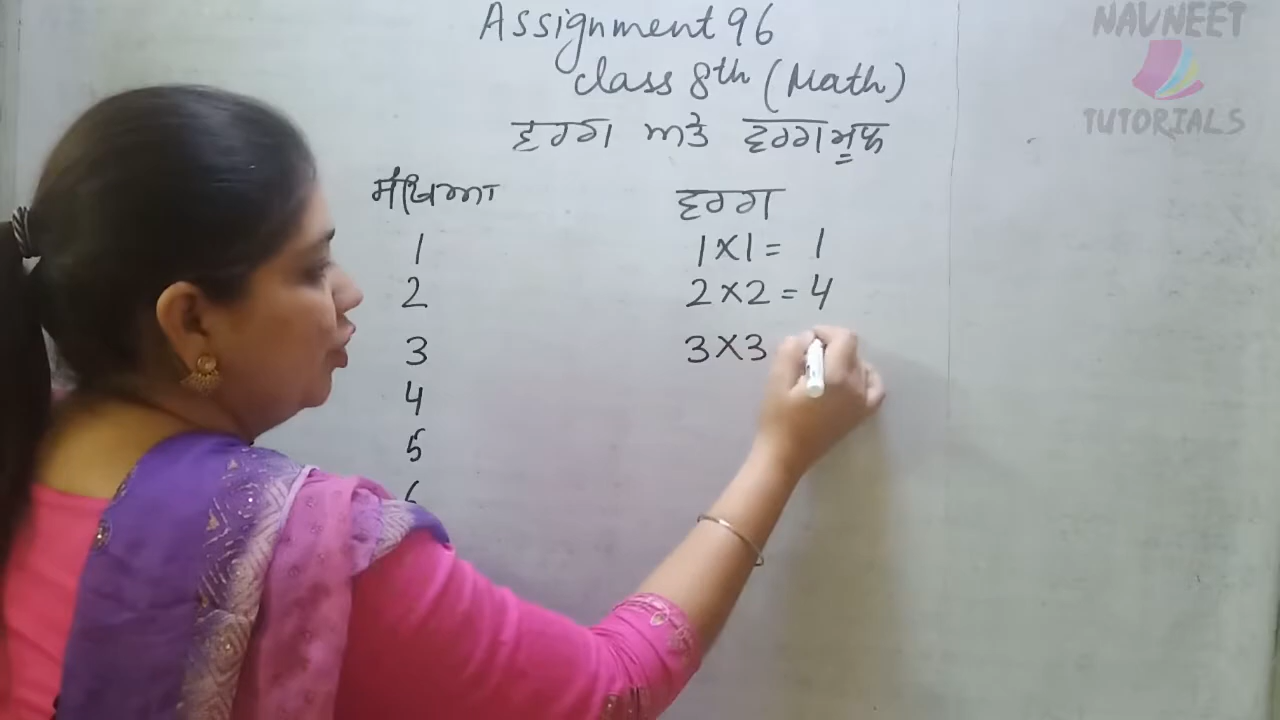 Assignment 96
NAVNEET
TUTORIALS
class 8th (Math)
ਵਰਗ ਅਤੇ ਵਰਗਮੂਲ
ਸੰਖਿਆ ਵਰਗ
1 1×1= 1
2 2×2=4
3 3×3
4
5
6